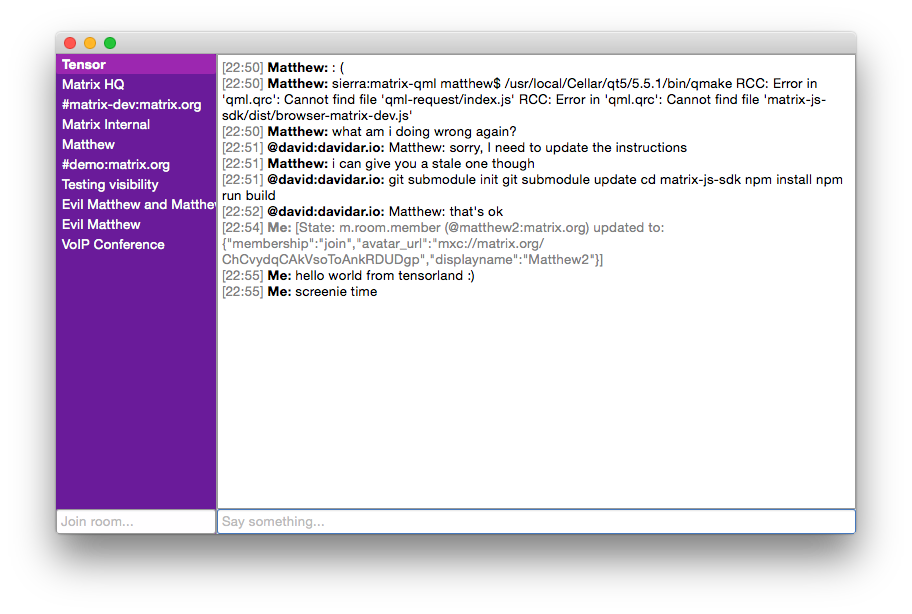 Tensor
Matrix HQ
#matrix-dev:matrix.org
Matrix Internal
Matthew
#demo:matrix.org
Testing visibility
Evil Matthew and Matthe
Evil Matthew
VoIP Conference
Join room...
[22:50] Matthew: : (
[22:50] Matthew: sierra:matrix-qml matthew$ /usr/local/Cellar/qt5/5.5.1/bin/qmake RCC: Error in
'qml.qrc': Cannot find file 'qml-request/index.js' RCC: Error in 'qml.qrc': Cannot find file 'matrix-js-
sdk/dist/browser-matrix-dev.js'
[22:50] Matthew: what am i doing wrong again?
[22:51] @david:davidar.io: Matthew: sorry, I need to update the instructions
[22:51] Matthew: i can give you a stale one though
[22:51] @david:davidar.io: git submodule init git submodule update cd matrix-js-sdk npm install npm
run build
[22:52] @david:davidar.io: Matthew: that's ok
[22:54] Me: [State: m.room.member (@matthew2:matrix.org) updated to:
{"membership":"join","avatar_url":"mxc://matrix.org/
ChCvydqCAkVsoToAnkRDUDgp","displayname":"Matthew2"}]
[22:55] Me: hello world from tensorland :)
[22:55] Me: screenie time
Say something...